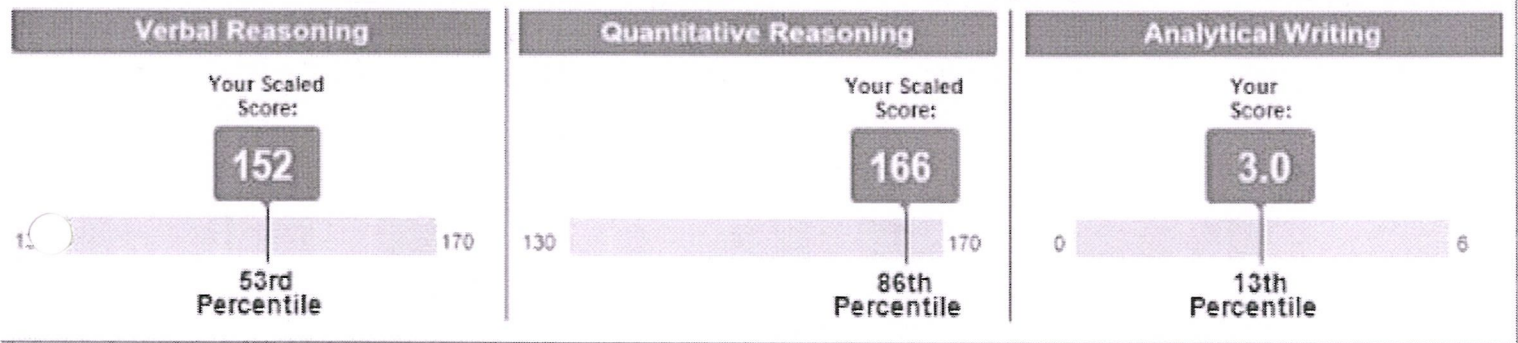 Verbal Reasoning
Your Scaled
Score:
152
170
53rd
Percentile
Quantitative Reasoning
Your Scaled
Score:
166
130
170
86th
Percentile
Analytical Writing
Your
Score:
3.0
0
6
13th
Percentile